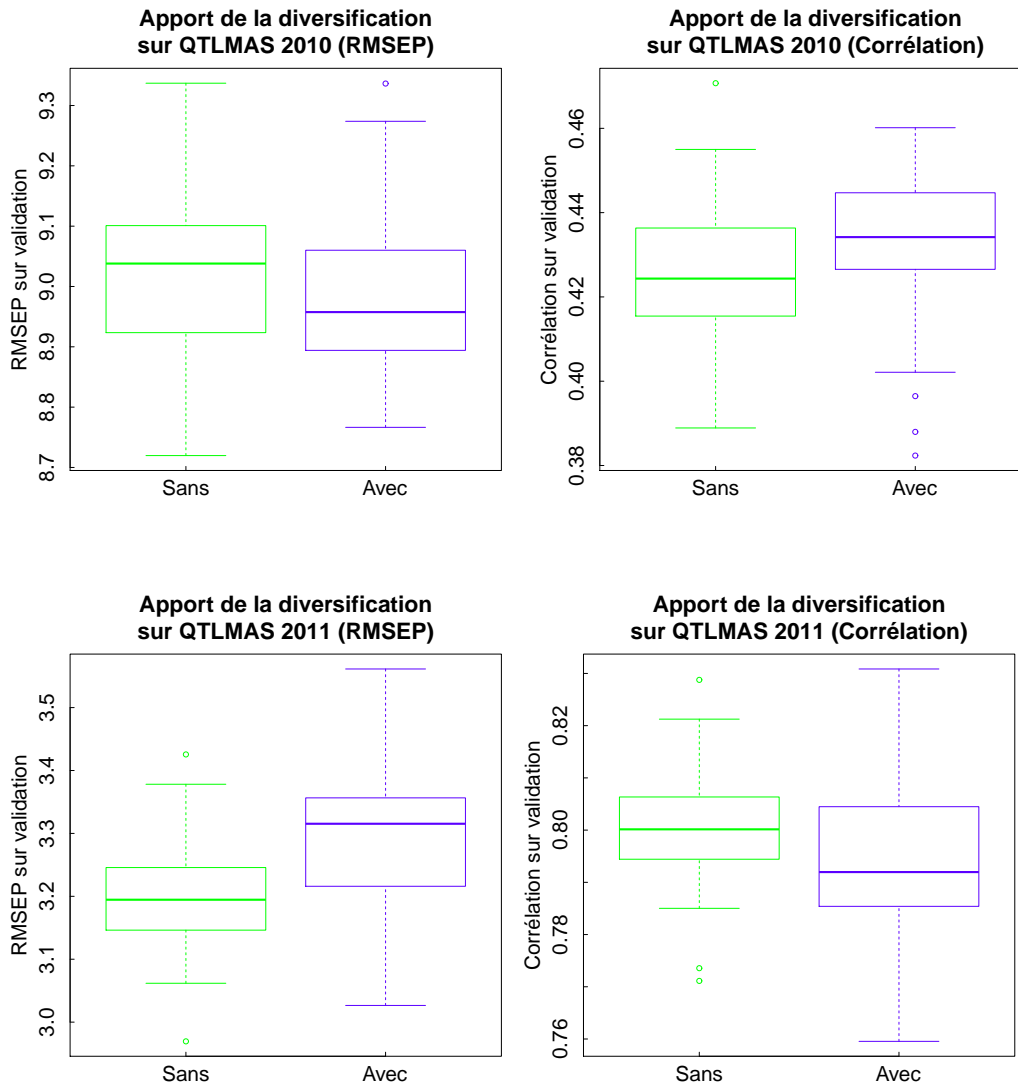 Apport de la diversification
sur QTLMAS 2010 (RMSEP)
RMSEP sur validation
9.3
9.2
9.1
9.0
8.9
8.8
8.7
Sans
Avec
Apport de la diversification
sur QTLMAS 2010 (Corrélation)
Corrélation sur validation
0.46
0.44
0.42
0.40
0.38
Sans
Avec
Apport de la diversification
sur QTLMAS 2011 (RMSEP)
RMSEP sur validation
3.5
3.4
3.3
3.2
3.1
3.0
Sans
Avec
Apport de la diversification
sur QTLMAS 2011 (Corrélation)
Corrélation sur validation
0.82
0.80
0.78
0.76
Sans
Avec